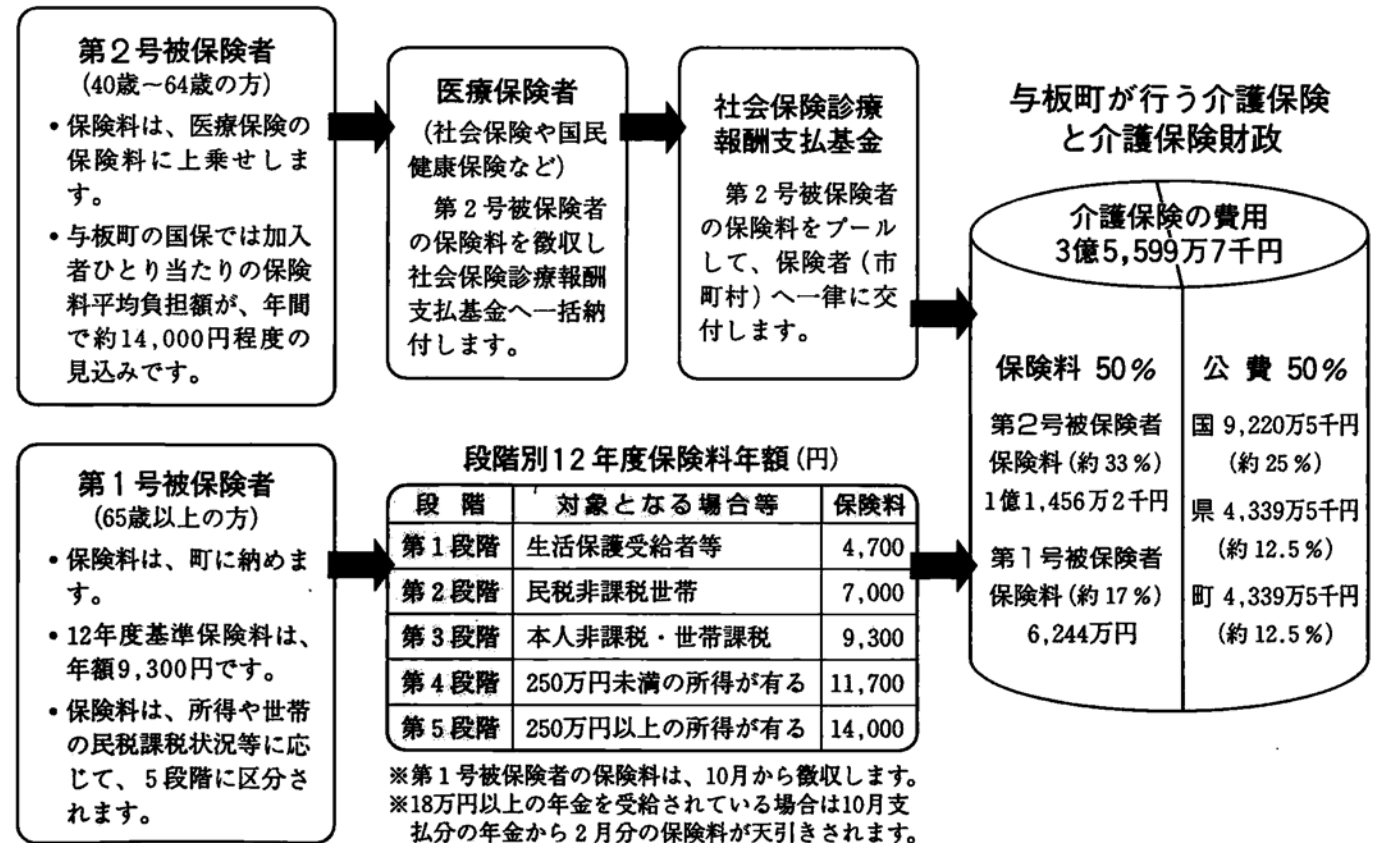 第2号被保険者
(40歳~64歳の方)
•保険料は、医療保険の
保険料に上乗せしま
す。
•与板町の国保では加入
者ひとり当たりの保険
料平均負担額が、年間
で約14,000円程度の
見込みです。
医療保険者
(社会保険や国民
健康保険など)
第2号被保険者
の保険料を徴収し
社会保険診療報酬
支払基金へ一括納
付します。
社会保険診療
報酬支払基金
第2号被保険者
の保険料をプール
して、保険者(市
町村)へ一律に交
付します。
与板町が行う介護保険
と介護保険財政
介護保険の費用
3億5,599万7千円
保険料 50%
第2号被保険者
保険料(約33%)
1億1,456万2千円
第1号被保険者
保険料(約17%)
6,244万円
公 費 50%
国 9,220万5千円
(約25%)
県 4,339万5千円
(約12.5%)
町 4,339万5千円
(約12.5%)
第1号被保険者
(65歳以上の方)
•保険料は、町に納めま
す。
•12年度基準保険料は、
年額9,300円です。
•保険料は、所得や世帯
の民税課税状況等に応
じて、5段階に区分さ
れます。
段階別12年度保険料年額(円)
段 階 対象となる場合等 保険料
第1段階 生活保護受給者等 4,700
第2段階 民税非課税世帯 7,000
第3段階 本人非課税・世帯課税 9,300
第4段階 250万円未満の所得が有る 11,700
第5段階 250万円以上の所得が有る 14,000
※第1号被保険者の保険料は、10月から徴収します。
※18万円以上の年金を受給されている場合は10月支
払分の年金から2月分の保険料が天引きされます。